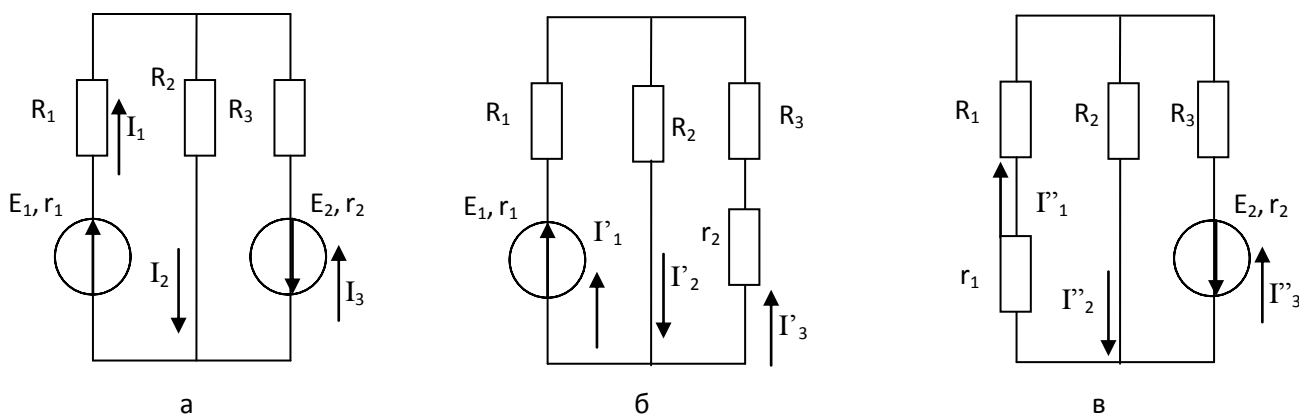 R₂
R₁
R₃
I₁
E₁, r₁
E₂, r₂
I₂
I₃
а
R₁
R₂
R₃
E₁, r₁
I’₁
r₂
I’₂
I’₃
б
R₁
R₂
R₃
I”₁
E₂, r₂
r₁
I”₂
I”₃
в